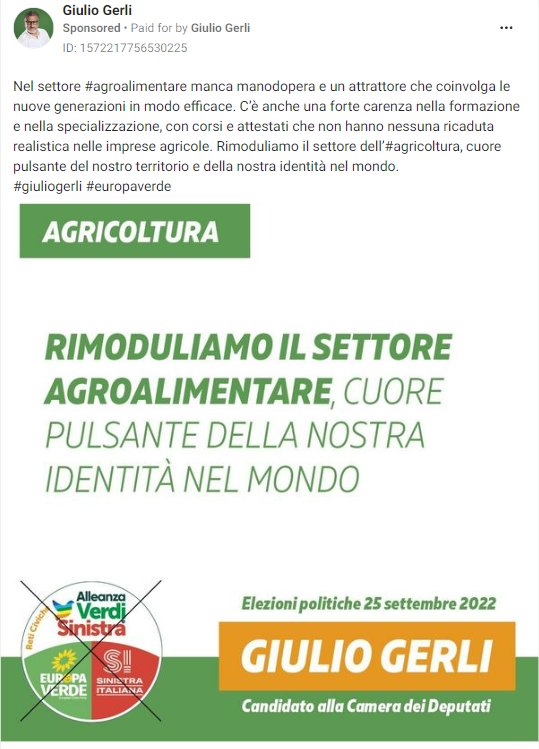 Giulio Gerli
Sponsored • Paid for by Giulio Gerli
ID: 1572217756530225
Nel settore #agroalimentare manca manodopera e un attrattore che coinvolga le
nuove generazioni in modo efficace. C'è anche una forte carenza nella formazione
e nella specializzazione, con corsi e attestati che non hanno nessuna ricaduta
realistica nelle imprese agricole. Rimoduliamo il settore dell'#agricoltura, cuore
pulsante del nostro territorio e della nostra identità nel mondo.
#giuliogerli #europaverde
AGRICOLTURA
RIMODULIAMO IL SETTORE
AGROALIMENTARE, CUORE
PULSANTE DELLA NOSTRA
IDENTITÀ NEL MONDO
Reti Civiche
Alleanza
Verdi
Sinistra
EUROPA
VERDE
SI
SINISTRA
ITALIANA
Elezioni politiche 25 settembre 2022
GIULIO GERLI
Candidato alla Camera dei Deputati